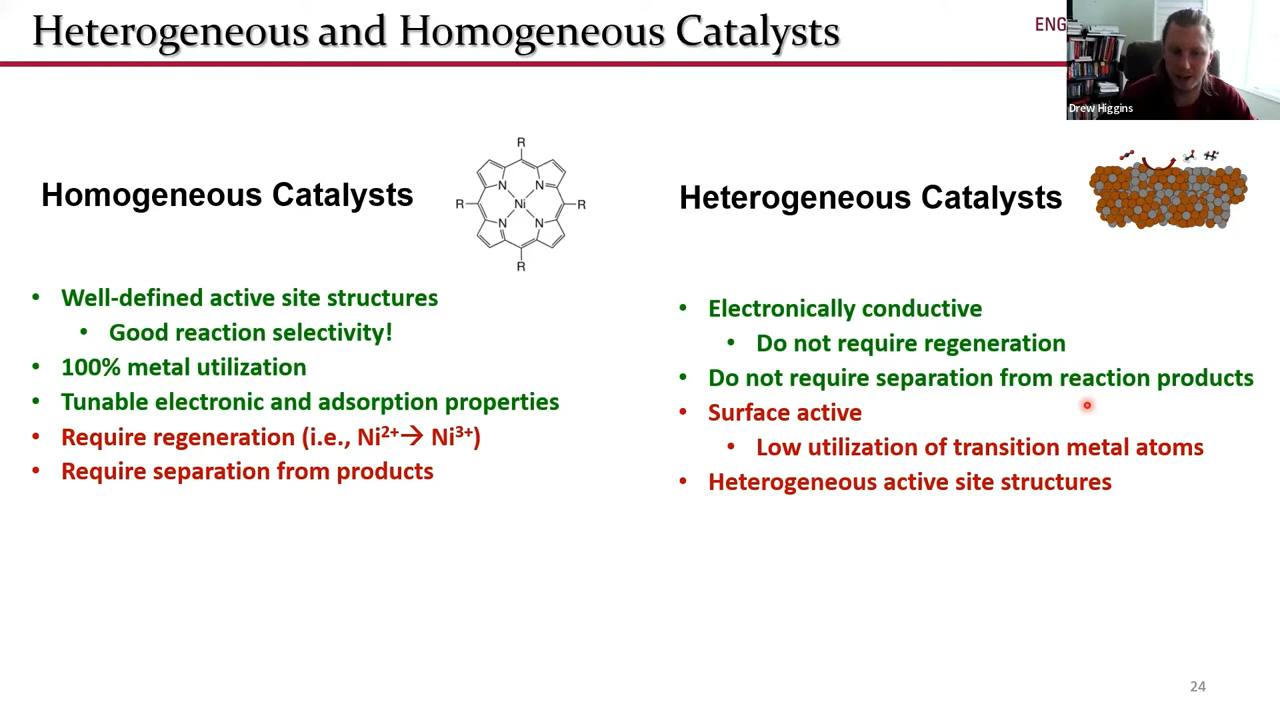 Heterogeneous and Homogeneous Catalysts
ENG
Drew Higgins
Homogeneous Catalysts
R
N N
R Ni R
N N
R
Heterogeneous Catalysts
• Well-defined active site structures
• Good reaction selectivity!
• 100% metal utilization
• Tunable electronic and adsorption properties
• Require regeneration (i.e., Ni²⁺→ Ni³⁺)
• Require separation from products
• Electronically conductive
• Do not require regeneration
• Do not require separation from reaction products
• Surface active
• Low utilization of transition metal atoms
• Heterogeneous active site structures
24